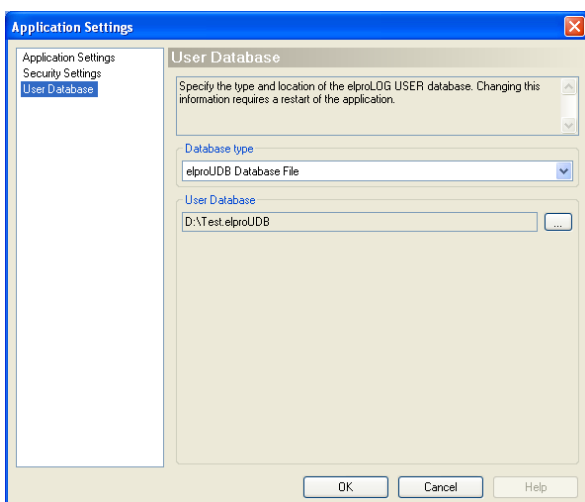 Application Settings
Application Settings
Security Settings
User Database
User Database
Specify the type and location of the elproLOG USER database. Changing this
information requires a restart of the application.
Database type
elproUDB Database File
User Database
D:\Test.elproUDB
...
OK
Cancel
Help